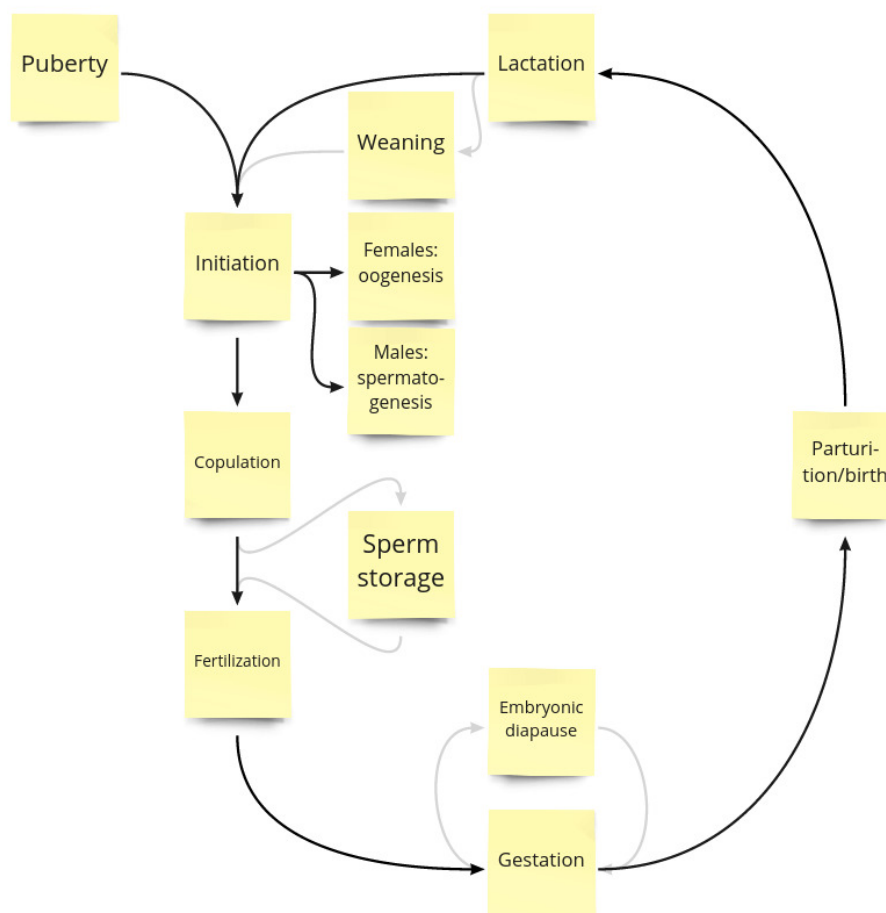 Puberty
Lactation
Weaning
Initiation
Females:
oogenesis
Males:
spermato-
genesis
Copulation
Parturi-
tion/birth
Sperm
storage
Fertilization
Embryonic
diapause
Gestation